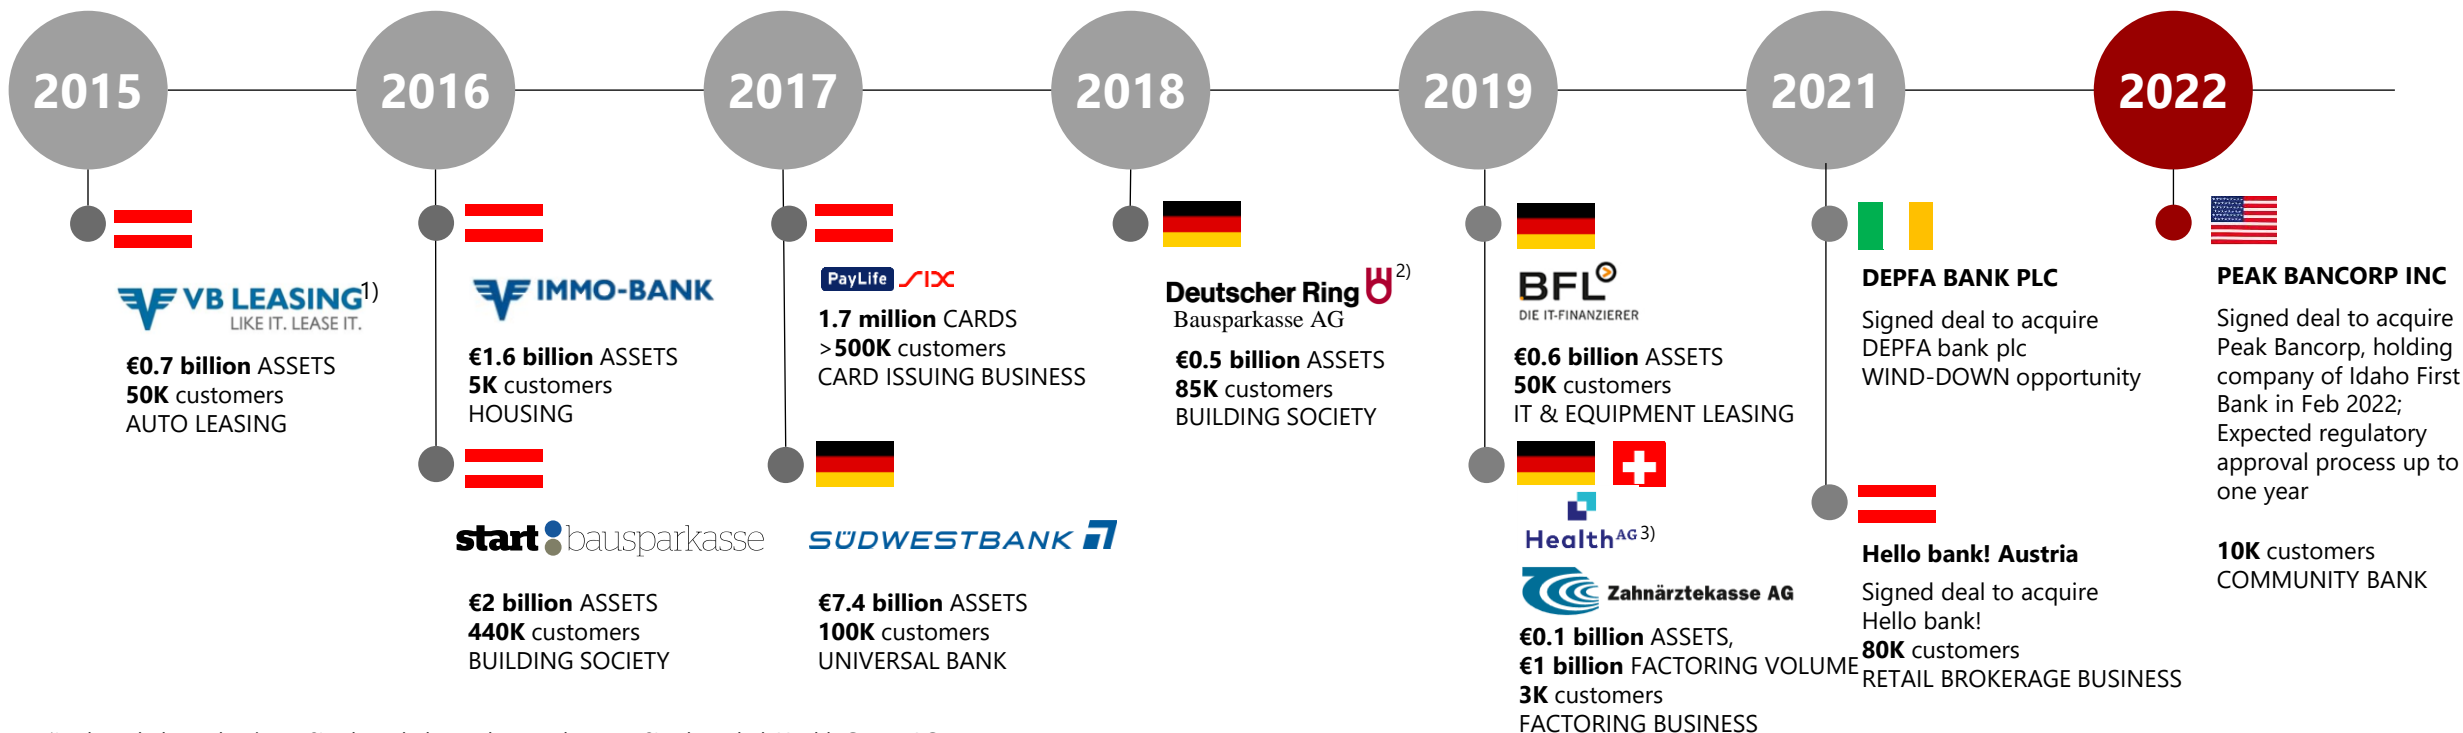 2015
2016
2017
2018
2019
2021
2022
VB LEASING 1)
LIKE IT. LEASE IT.
€0.7 billion ASSETS
50K customers
AUTO LEASING
IMMO-BANK
€1.6 billion ASSETS
5K customers
HOUSING
start bausparkasse
€2 billion ASSETS
440K customers
BUILDING SOCIETY
PayLife SIX
1.7 million CARDS
>500K customers
CARD ISSUING BUSINESS
SÜDWESTBANK
€7.4 billion ASSETS
100K customers
UNIVERSAL BANK
Deutscher Ring 2)
Bausparkasse AG
€0.5 billion ASSETS
85K customers
BUILDING SOCIETY
BFL
DIE IT-FINANZIERER
€0.6 billion ASSETS
50K customers
IT & EQUIPMENT LEASING
Health AG 3)
Zahnärztekasse AG
€0.1 billion ASSETS,
€1 billion FACTORING VOLUME
3K customers
FACTORING BUSINESS
DEPFA BANK PLC
Signed deal to acquire
DEPFA bank plc
WIND-DOWN opportunity
Hello bank! Austria
Signed deal to acquire
Hello bank!
80K customers
RETAIL BROKERAGE BUSINESS
PEAK BANCORP INC
Signed deal to acquire
Peak Bancorp, holding
company of Idaho First
Bank in Feb 2022;
Expected regulatory
approval process up to
one year
10K customers
COMMUNITY BANK